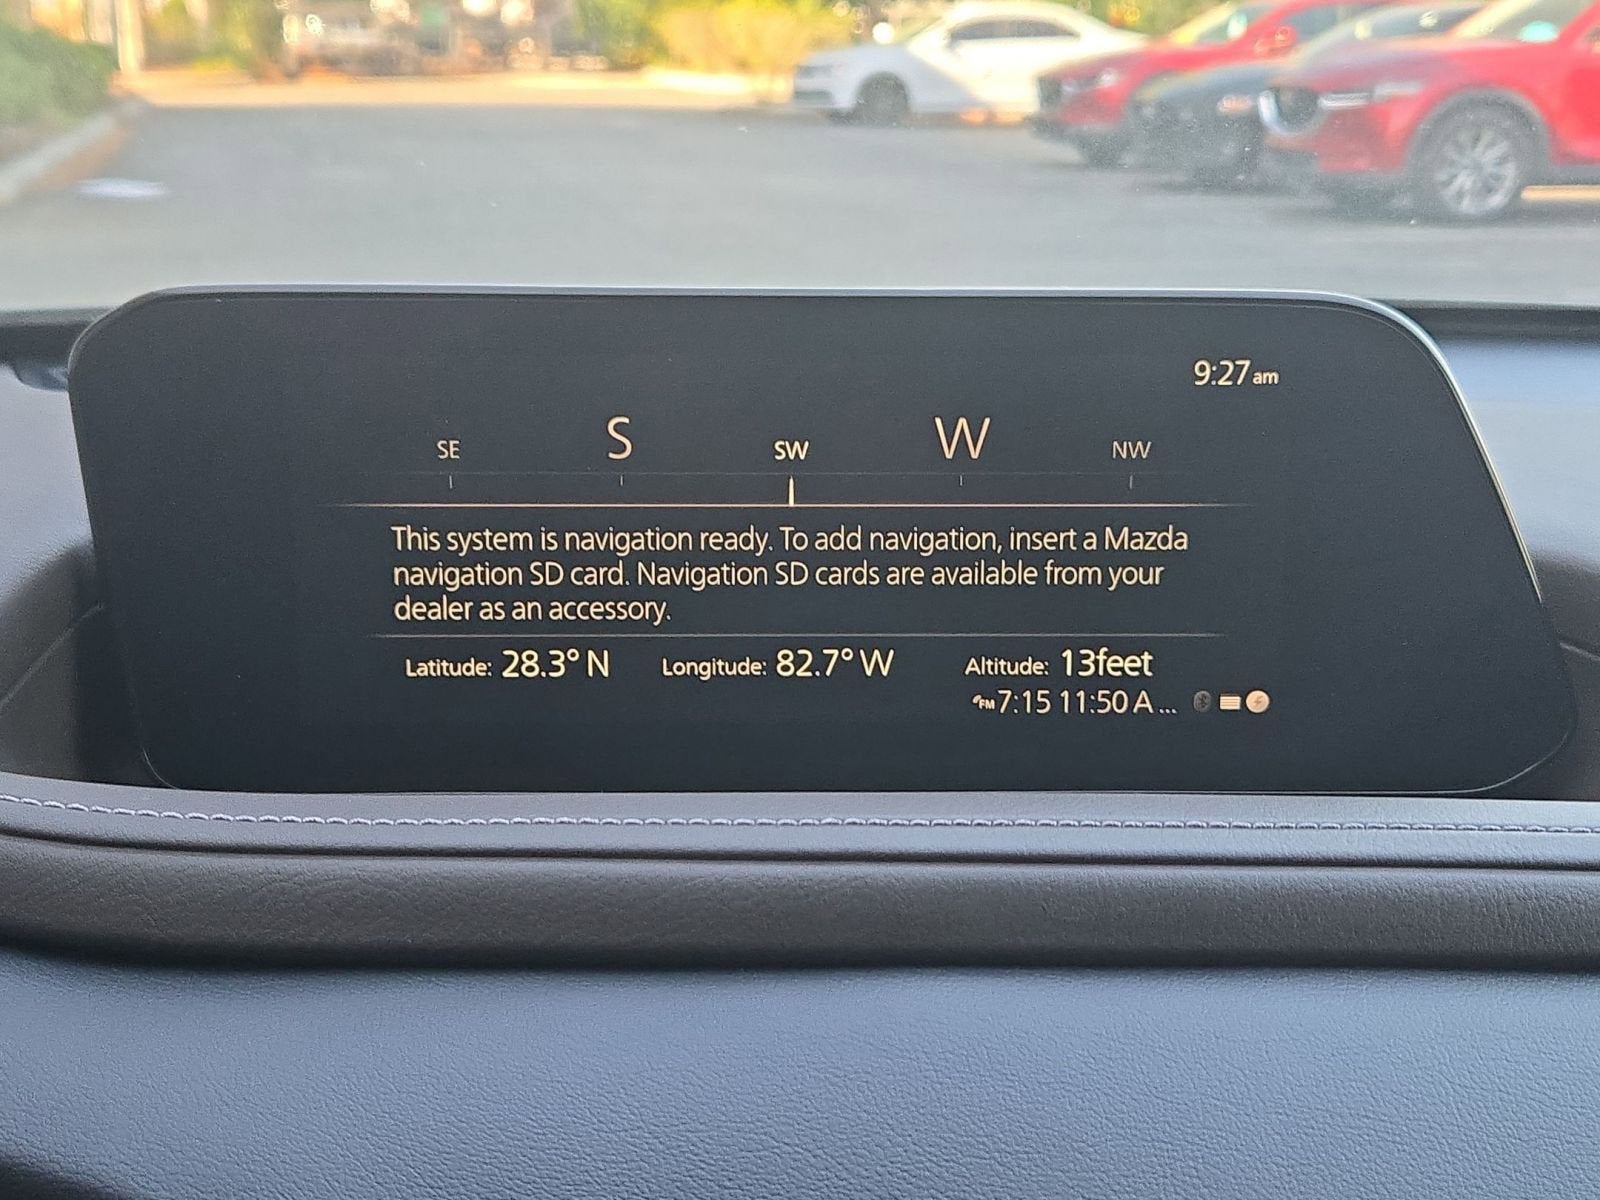 9:27am
SE S SW W NW
This system is navigation ready. To add navigation, insert a Mazda
navigation SD card. Navigation SD cards are available from your
dealer as an accessory.
Latitude: 28.3° N Longitude: 82.7° W Altitude: 13feet
FM 7:15 11:50 A...